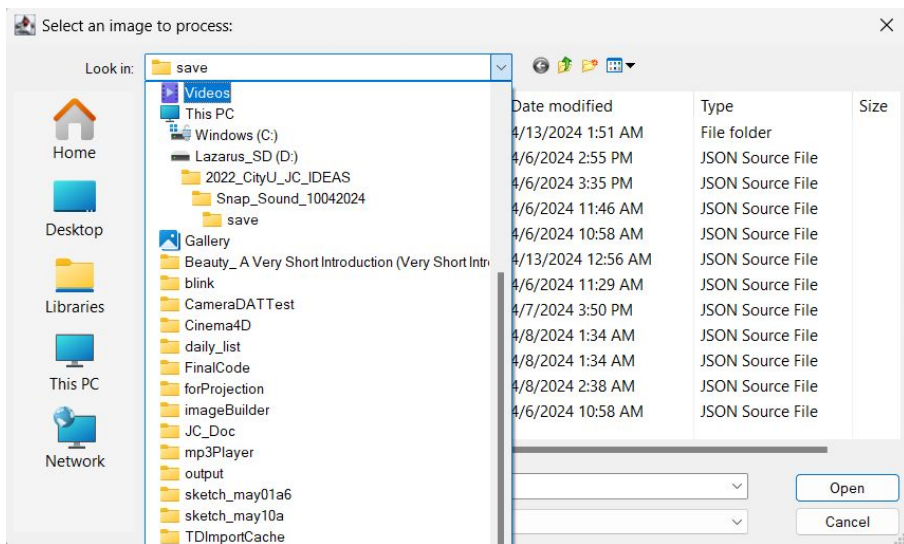 Select an image to process:
Look in:
save
Home
Desktop
Libraries
This PC
Network
Videos
This PC
Windows (C:)
Lazarus_SD (D:)
2022_CityU_JC_IDEAS
Snap_Sound_10042024
save
Gallery
Beauty_ A Very Short Introduction (Very Short Intr
blink
CameraDATTest
Cinema4D
daily_list
FinalCode
forProjection
imageBuilder
JC_Doc
mp3Player
output
sketch_may01a6
sketch_may10a
TDImportCache
Date modified Type Size
4/13/2024 1:51 AM File folder
4/6/2024 2:55 PM JSON Source File
4/6/2024 3:35 PM JSON Source File
4/6/2024 11:46 AM JSON Source File
4/6/2024 10:58 AM JSON Source File
4/13/2024 12:56 AM JSON Source File
4/6/2024 11:29 AM JSON Source File
4/7/2024 3:50 PM JSON Source File
4/8/2024 1:34 AM JSON Source File
4/8/2024 1:34 AM JSON Source File
4/8/2024 2:38 AM JSON Source File
4/6/2024 10:58 AM JSON Source File
Open
Cancel